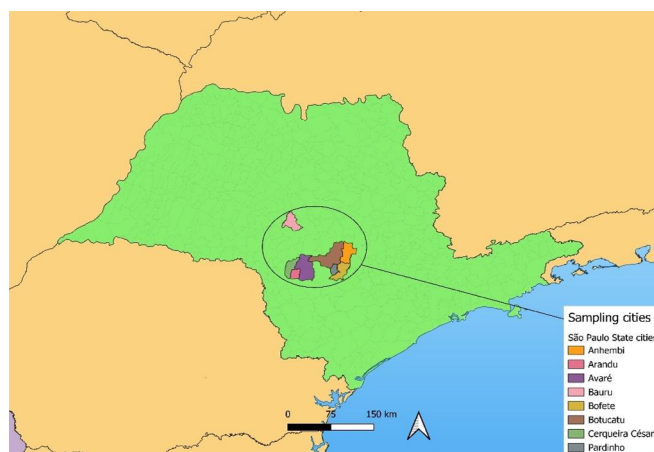 Sampling cities
São Paulo State cities
Anhembi
Arandu
Avaré
Bauru
Bofete
Botucatu
Cerqueira César
Pardinho
0 75 150 km